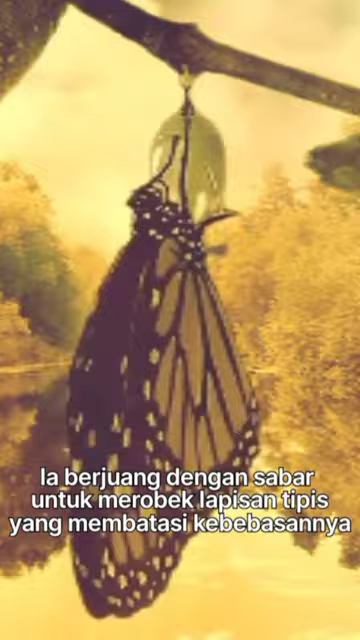 Ia berjuang dengan sabar
untuk merobek lapisan tipis
yang membatasi kebebasannya